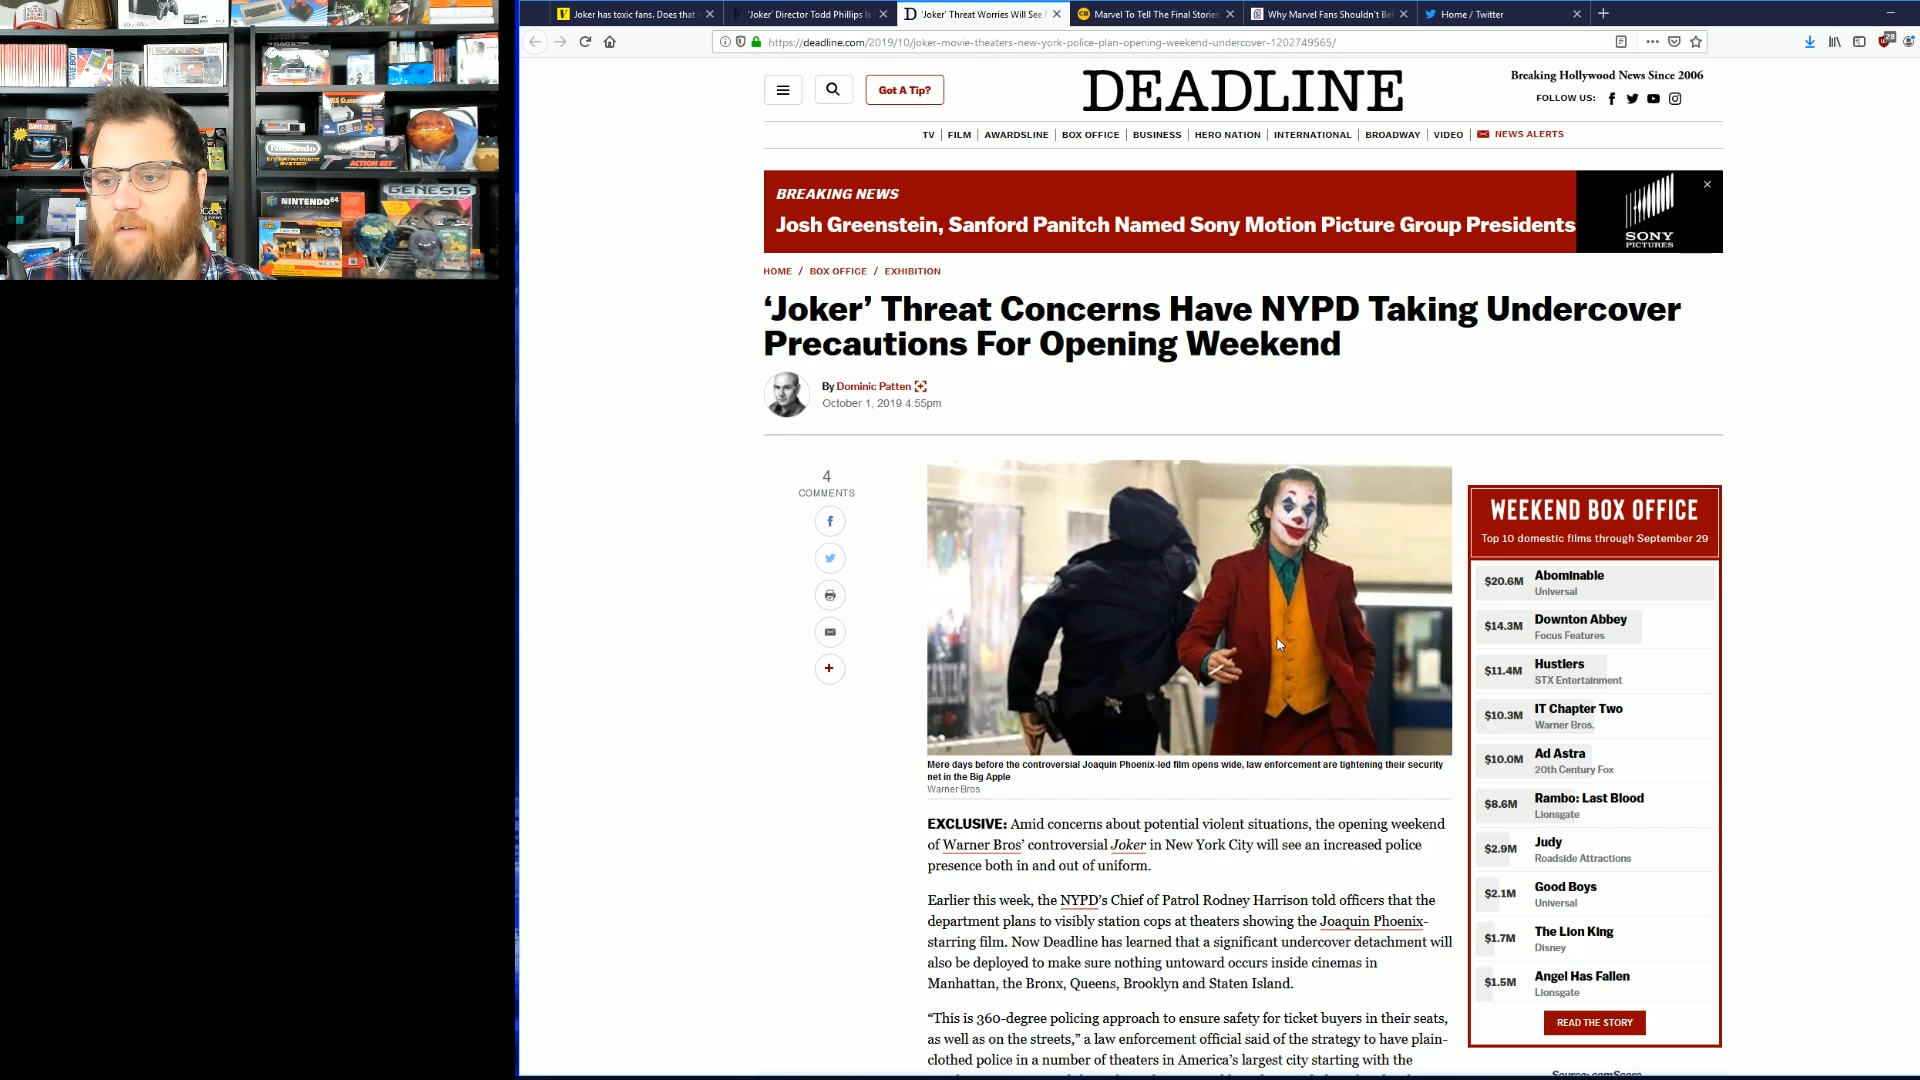 Joker has toxic fans. Does that
'Joker' Director Todd Phillips Is
'Joker' Threat Worries Will See
Marvel To Tell The Final Stories
Why Marvel Fans Shouldn't Be
Home / Twitter
https://deadline.com/2019/10/joker-movie-theaters-new-york-police-plan-opening-weekend-undercover-1202749565/
28
Got A Tip?
DEADLINE
Breaking Hollywood News Since 2006
FOLLOW US:
TV | FILM | AWARDSLINE | BOX OFFICE | BUSINESS | HERO NATION | INTERNATIONAL | BROADWAY | VIDEO | NEWS ALERTS
BREAKING NEWS
Josh Greenstein, Sanford Panitch Named Sony Motion Picture Group Presidents
SONY
PICTURES
HOME / BOX OFFICE / EXHIBITION
‘Joker’ Threat Concerns Have NYPD Taking Undercover
Precautions For Opening Weekend
By Dominic Patten
October 1, 2019 4:55pm
4
COMMENTS
Mere days before the controversial Joaquin Phoenix-led film opens wide, law enforcement are tightening their security
net in the Big Apple
Warner Bros
EXCLUSIVE: Amid concerns about potential violent situations, the opening weekend
of Warner Bros’ controversial Joker in New York City will see an increased police
presence both in and out of uniform.
Earlier this week, the NYPD’s Chief of Patrol Rodney Harrison told officers that the
department plans to visibly station cops at theaters showing the Joaquin Phoenix-
starring film. Now Deadline has learned that a significant undercover detachment will
also be deployed to make sure nothing untoward occurs inside cinemas in
Manhattan, the Bronx, Queens, Brooklyn and Staten Island.
“This is 360-degree policing approach to ensure safety for ticket buyers in their seats,
as well as on the streets,” a law enforcement official said of the strategy to have plain-
clothed police in a number of theaters in America’s largest city starting with the
WEEKEND BOX OFFICE
Top 10 domestic films through September 29
$20.6M Abominable
Universal
$14.3M Downton Abbey
Focus Features
$11.4M Hustlers
STX Entertainment
$10.3M IT Chapter Two
Warner Bros.
$10.0M Ad Astra
20th Century Fox
$8.6M Rambo: Last Blood
Lionsgate
$2.9M Judy
Roadside Attractions
$2.1M Good Boys
Universal
$1.7M The Lion King
Disney
$1.5M Angel Has Fallen
Lionsgate
READ THE STORY
Source: comScore
LYNX
GAME GEAR
Nintendo
ENTERTAINMENT
SYSTEM
ACTION SET
GENESIS
NINTENDO 64